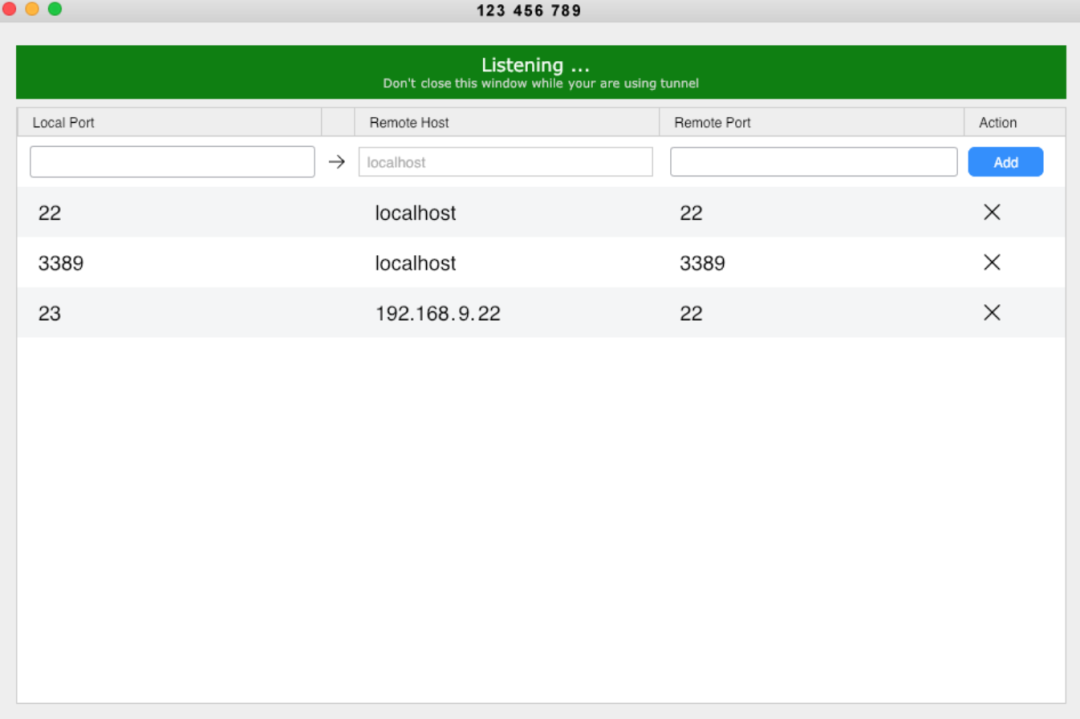 123 456 789
Listening ...
Don't close this window while your are using tunnel
Local Port Remote Host Remote Port Action
→ localhost Add
22 localhost 22
3389 localhost 3389
23 192.168.9.22 22